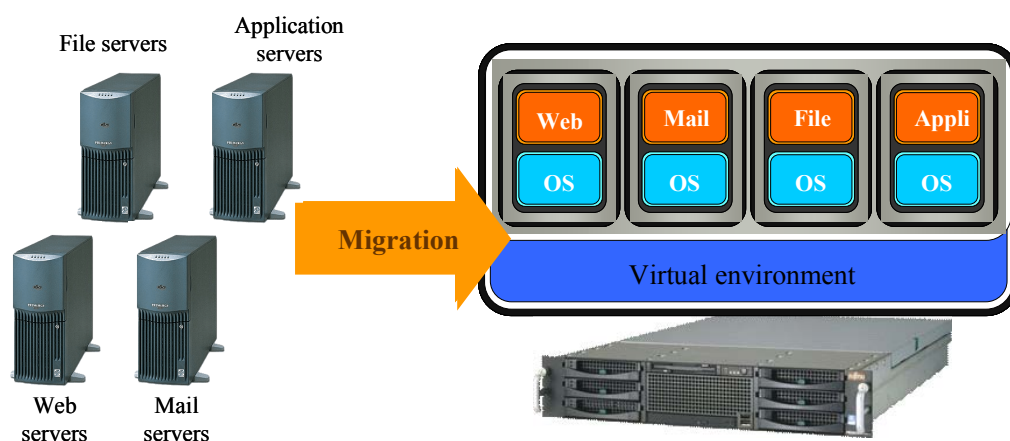 File servers
Application
servers
Web
servers
Mail
servers
Migration
Web
Mail
File
Appli
OS
OS
OS
OS
Virtual environment